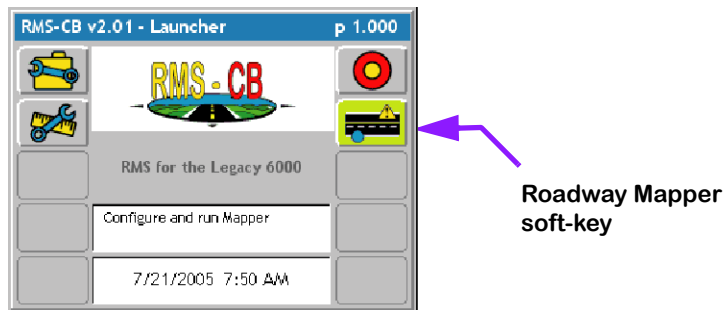 RMS-CB v2.01 - Launcher p 1.000
RMS - CB
RMS for the Legacy 6000
Configure and run Mapper
7/21/2005 7:50 AM
Roadway Mapper
soft-key